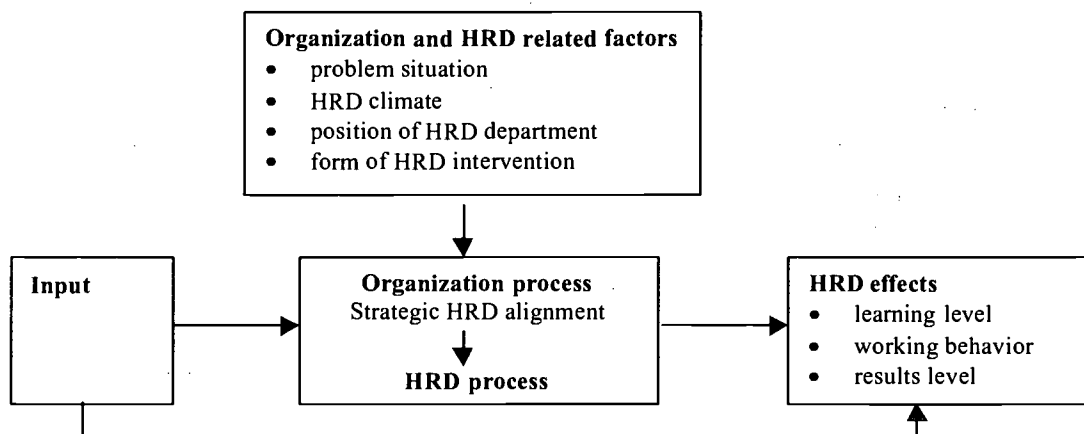 Organization and HRD related factors
• problem situation
• HRD climate
• position of HRD department
• form of HRD intervention
Input
Organization process
Strategic HRD alignment
HRD process
HRD effects
• learning level
• working behavior
• results level